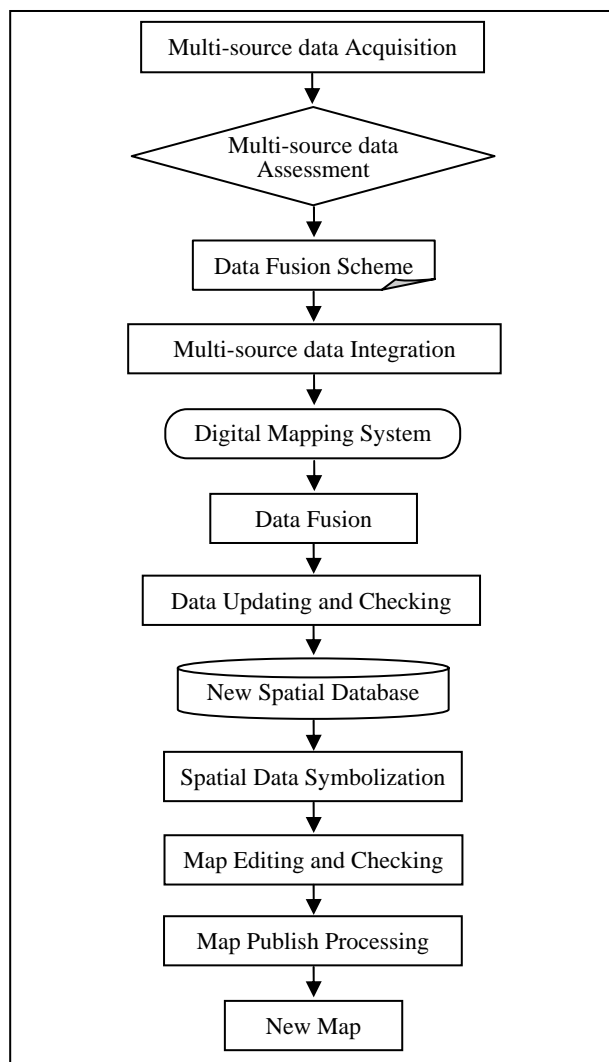 Multi-source data Acquisition
Multi-source data
Assessment
Data Fusion Scheme
Multi-source data Integration
Digital Mapping System
Data Fusion
Data Updating and Checking
New Spatial Database
Spatial Data Symbolization
Map Editing and Checking
Map Publish Processing
New Map